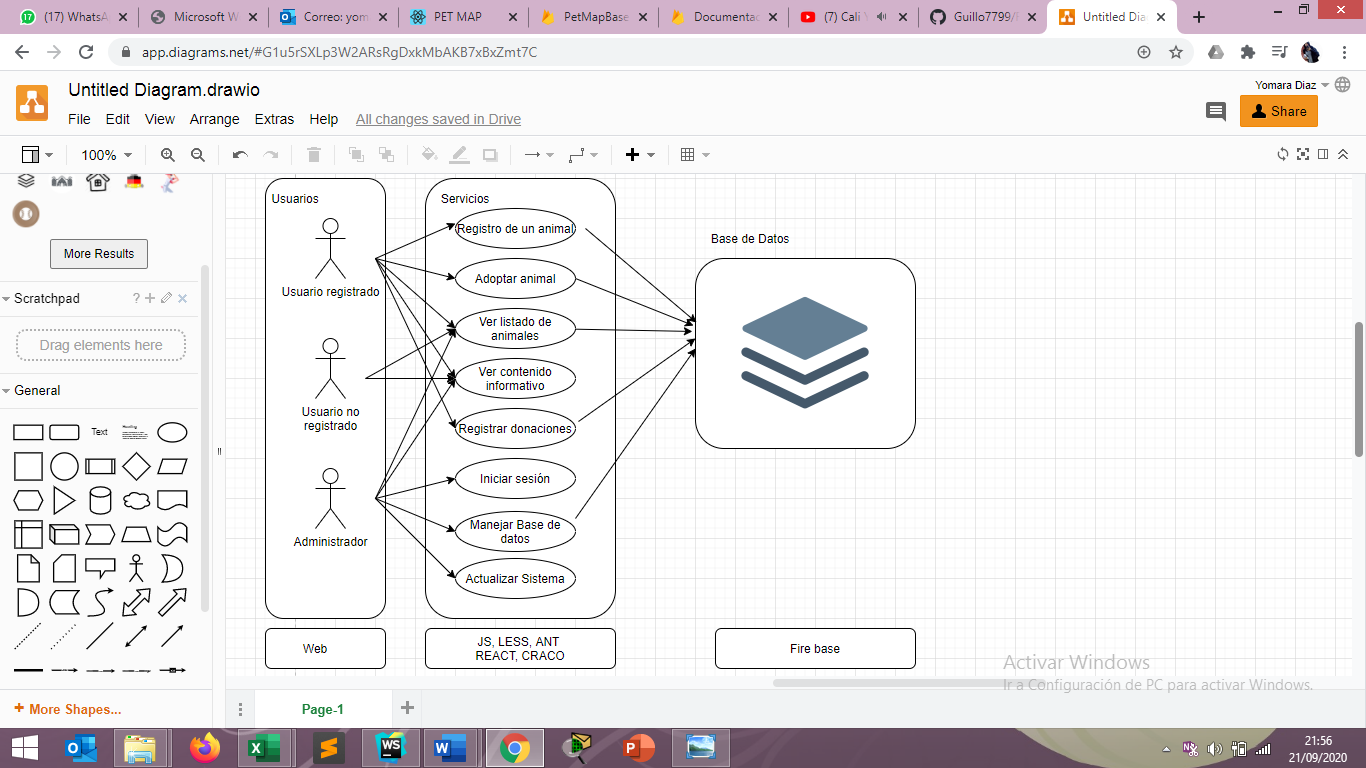 (17) WhatsA
Microsoft W
Correo: yom
PET MAP
PetMapBase
Documentac
(7) Cali
Guillo7799/
Untitled Dia
app.diagrams.net/#G1u5rSXLp3W2ARsRgDxkMbAKB7xBxZmt7C
Untitled Diagram.drawio
Yomara Diaz
File Edit View Arrange Extras Help All changes saved in Drive
Share
100%
More Results
Scratchpad
Drag elements here
General
Text
Heading
More Shapes...
Usuarios
Usuario registrado
Usuario no
registrado
Administrador
Servicios
Registro de un animal
Adoptar animal
Ver listado de
animales
Ver contenido
informativo
Registrar donaciones
Iniciar sesión
Manejar Base de
datos
Actualizar Sistema
Base de Datos
Web
JS, LESS, ANT
REACT, CRACO
Fire base
Activar Windows
Ir a Configuración de PC para activar Windows.
Page-1
21:56
21/09/2020